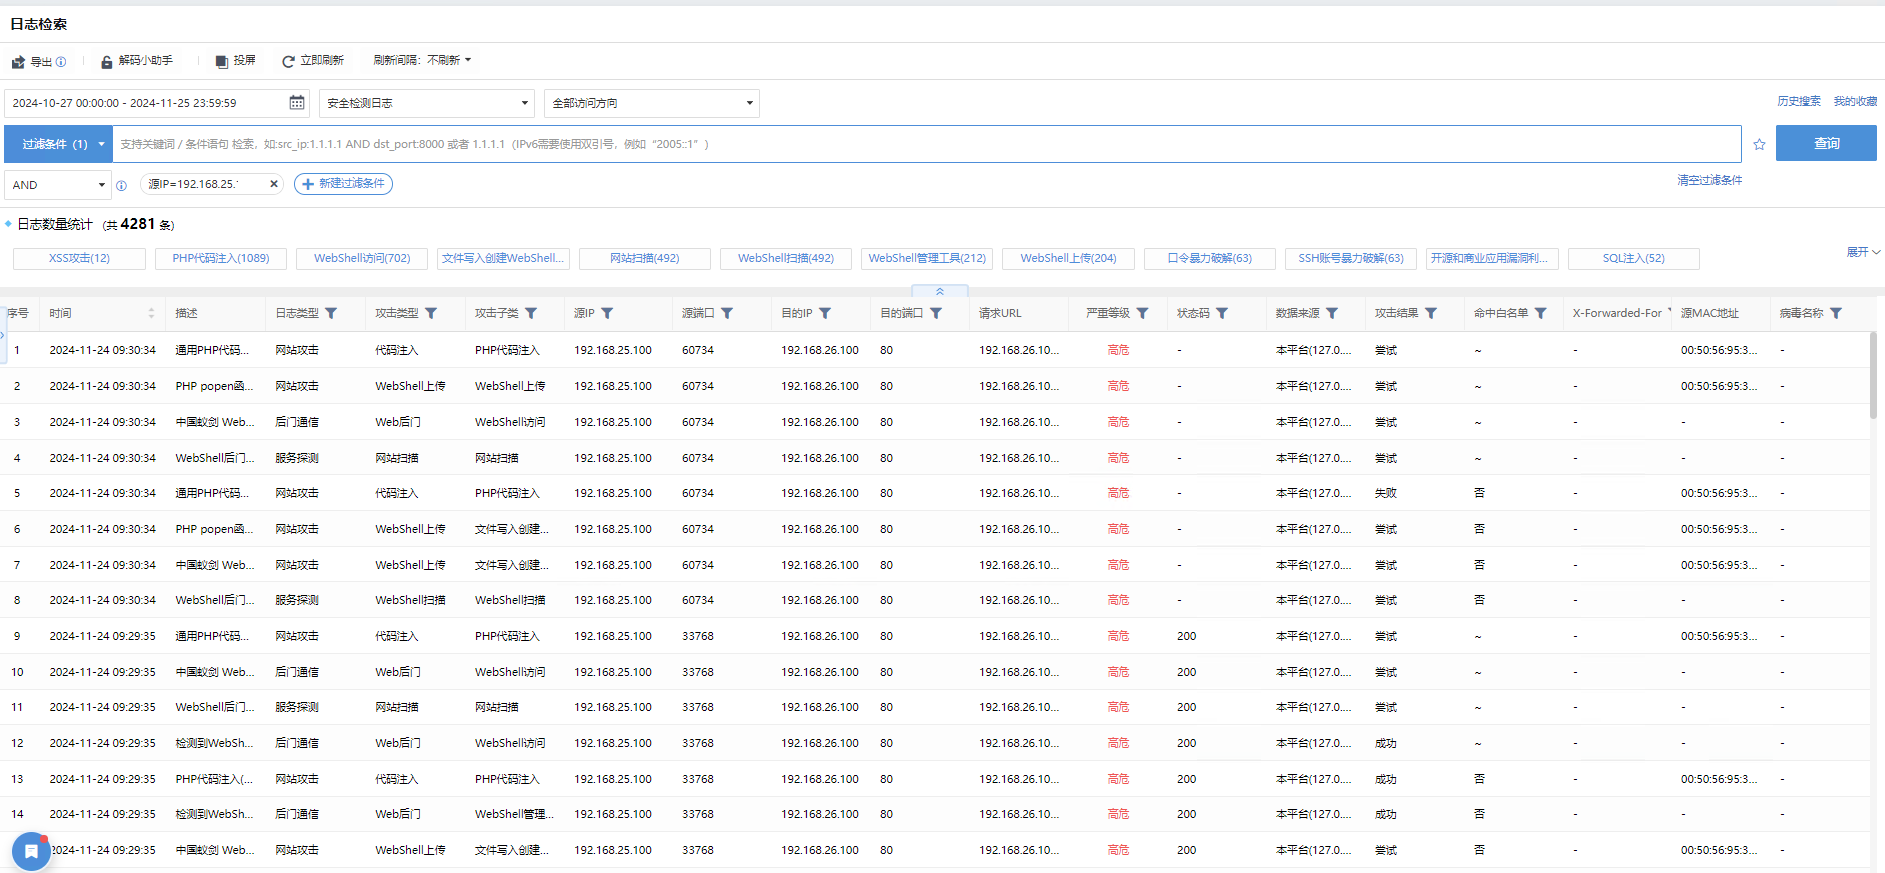 日志检索
导出 解码小助手 投屏 立即刷新 刷新间隔: 不刷新
2024-10-27 00:00:00 - 2024-11-25 23:59:59 安全检测日志 全部访问方向 历史搜索 我的收藏
过滤条件 (1) 支持关键词 / 条件语句 检索，如:src_ip:1.1.1.1 AND dst_port:8000 或者 1.1.1.1（IPv6需要使用双引号，例如“2005::1”） 查询
AND 源IP=192.168.25.1 新建过滤条件 清空过滤条件
日志数量统计 (共 4281 条)
XSS攻击(12) PHP代码注入(1089) WebShell访问(702) 文件写入创建WebShell... 网站扫描(492) WebShell扫描(492) WebShell管理工具(212) WebShell上传(204) 口令暴力破解(63) SSH账号暴力破解(63) 开源和商业应用漏洞利... SQL注入(52) 展开
序号 时间 描述 日志类型 攻击类型 攻击子类 源IP 源端口 目的IP 目的端口 请求URL 严重等级 状态码 数据来源 攻击结果 命中白名单 X-Forwarded-For 源MAC地址 病毒名称
1 2024-11-24 09:30:34 通用PHP代码... 网站攻击 代码注入 PHP代码注入 192.168.25.100 60734 192.168.26.100 80 192.168.26.10... 高危 - 本平台(127.0.... 尝试 ~ - 00:50:56:95:3... -
2 2024-11-24 09:30:34 PHP popen函... 网站攻击 WebShell上传 WebShell上传 192.168.25.100 60734 192.168.26.100 80 192.168.26.10... 高危 - 本平台(127.0.... 尝试 ~ - 00:50:56:95:3... -
3 2024-11-24 09:30:34 中国蚁剑 Web... 后门通信 Web后门 WebShell访问 192.168.25.100 60734 192.168.26.100 80 192.168.26.10... 高危 - 本平台(127.0.... 尝试 ~ - - -
4 2024-11-24 09:30:34 WebShell后门... 服务探测 网站扫描 网站扫描 192.168.25.100 60734 192.168.26.100 80 192.168.26.10... 高危 - 本平台(127.0.... 尝试 ~ - - -
5 2024-11-24 09:30:34 通用PHP代码... 网站攻击 代码注入 PHP代码注入 192.168.25.100 60734 192.168.26.100 80 192.168.26.10... 高危 - 本平台(127.0.... 失败 否 - 00:50:56:95:3... -
6 2024-11-24 09:30:34 PHP popen函... 网站攻击 WebShell上传 文件写入创建... 192.168.25.100 60734 192.168.26.100 80 192.168.26.10... 高危 - 本平台(127.0.... 尝试 否 - 00:50:56:95:3... -
7 2024-11-24 09:30:34 中国蚁剑 Web... 网站攻击 WebShell上传 文件写入创建... 192.168.25.100 60734 192.168.26.100 80 192.168.26.10... 高危 - 本平台(127.0.... 尝试 否 - 00:50:56:95:3... -
8 2024-11-24 09:30:34 WebShell后门... 服务探测 WebShell扫描 WebShell扫描 192.168.25.100 60734 192.168.26.100 80 192.168.26.10... 高危 - 本平台(127.0.... 尝试 否 - - -
9 2024-11-24 09:29:35 通用PHP代码... 网站攻击 代码注入 PHP代码注入 192.168.25.100 33768 192.168.26.100 80 192.168.26.10... 高危 200 本平台(127.0.... 尝试 ~ - 00:50:56:95:3... -
10 2024-11-24 09:29:35 中国蚁剑 Web... 后门通信 Web后门 WebShell访问 192.168.25.100 33768 192.168.26.100 80 192.168.26.10... 高危 200 本平台(127.0.... 尝试 ~ - - -
11 2024-11-24 09:29:35 WebShell后门... 服务探测 网站扫描 网站扫描 192.168.25.100 33768 192.168.26.100 80 192.168.26.10... 高危 200 本平台(127.0.... 尝试 ~ - - -
12 2024-11-24 09:29:35 检测到WebSh... 后门通信 Web后门 WebShell访问 192.168.25.100 33768 192.168.26.100 80 192.168.26.10... 高危 200 本平台(127.0.... 成功 ~ - - -
13 2024-11-24 09:29:35 PHP代码注入(... 网站攻击 代码注入 PHP代码注入 192.168.25.100 33768 192.168.26.100 80 192.168.26.10... 高危 200 本平台(127.0.... 成功 否 - 00:50:56:95:3... -
14 2024-11-24 09:29:35 检测到WebSh... 后门通信 Web后门 WebShell管理... 192.168.25.100 33768 192.168.26.100 80 192.168.26.10... 高危 200 本平台(127.0.... 成功 否 - - -
2024-11-24 09:29:35 中国蚁剑 Web... 网站攻击 WebShell上传 文件写入创建... 192.168.25.100 33768 192.168.26.100 80 192.168.26.10... 高危 200 本平台(127.0.... 尝试 否 - 00:50:56:95:3... -